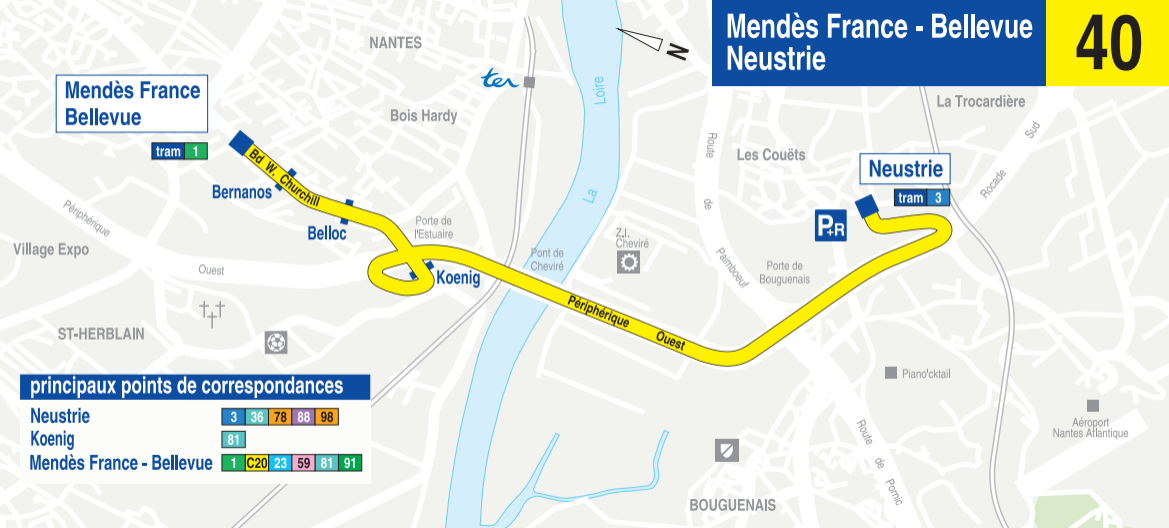 Mendès France - Bellevue
Neustrie
40
NANTES
ter
Mendès France
Bellevue
tram 1
Bois Hardy
Loire
La
N
La Trocardière
Rocade Sud
Route de Paimboeuf
Les Couëts
Neustrie
tram 3
P+R
Bd W. Churchill
Bernanos
Belloc
Koenig
Porte de
l'Estuaire
Périphérique
Ouest
Village Expo
Pont de
Cheviré
Z.I.
Cheviré
Porte de
Bouguenais
Périphérique Ouest
ST-HERBLAIN
Piano'cktail
Aéroport
Nantes Atlantique
Route de Pornic
BOUGUENAIS
principaux points de correspondances
Neustrie 3 36 78 88 98
Koenig 81
Mendès France - Bellevue 1 C20 23 59 81 91